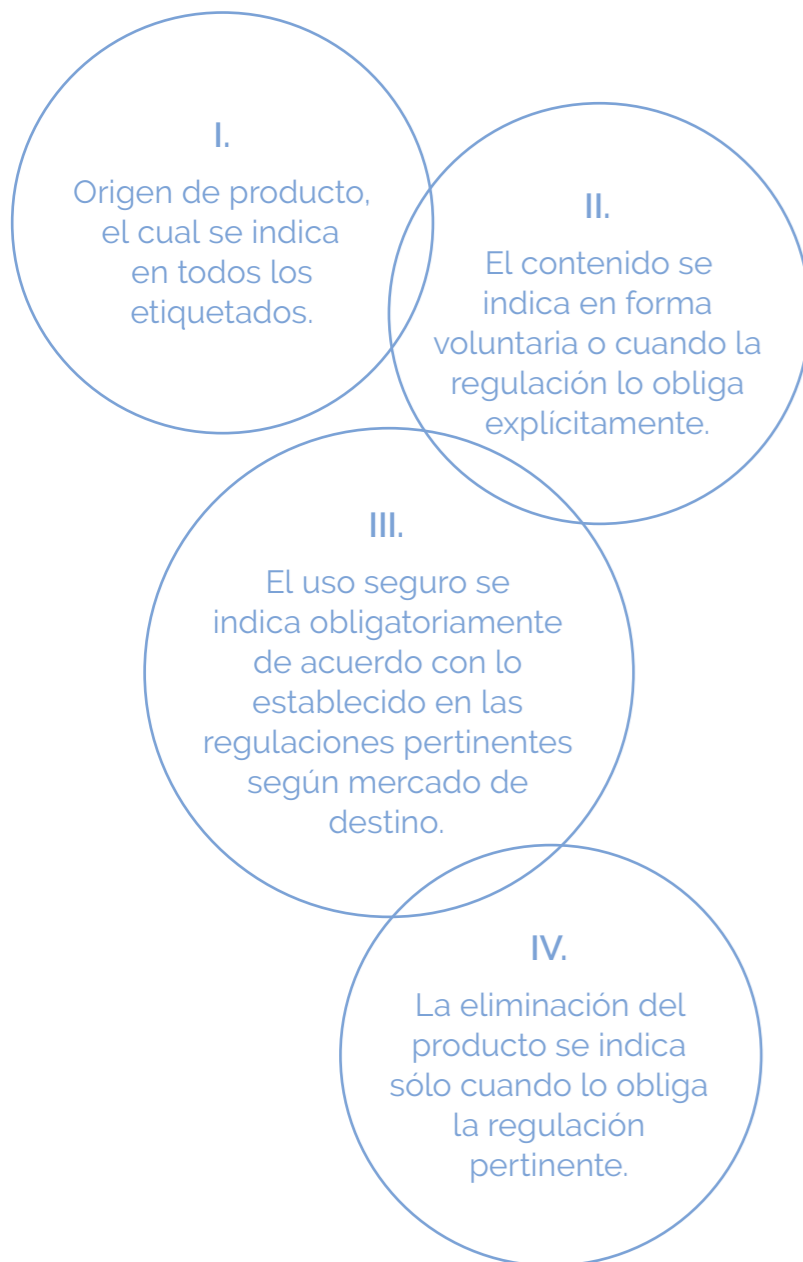 I.
Origen de producto,
el cual se indica
en todos los
etiquetados.
II.
El contenido se
indica en forma
voluntaria o cuando la
regulación lo obliga
explícitamente.
III.
El uso seguro se
indica obligatoriamente
de acuerdo con lo
establecido en las
regulaciones pertinentes
según mercado de
destino.
IV.
La eliminación del
producto se indica
sólo cuando lo obliga
la regulación
pertinente.